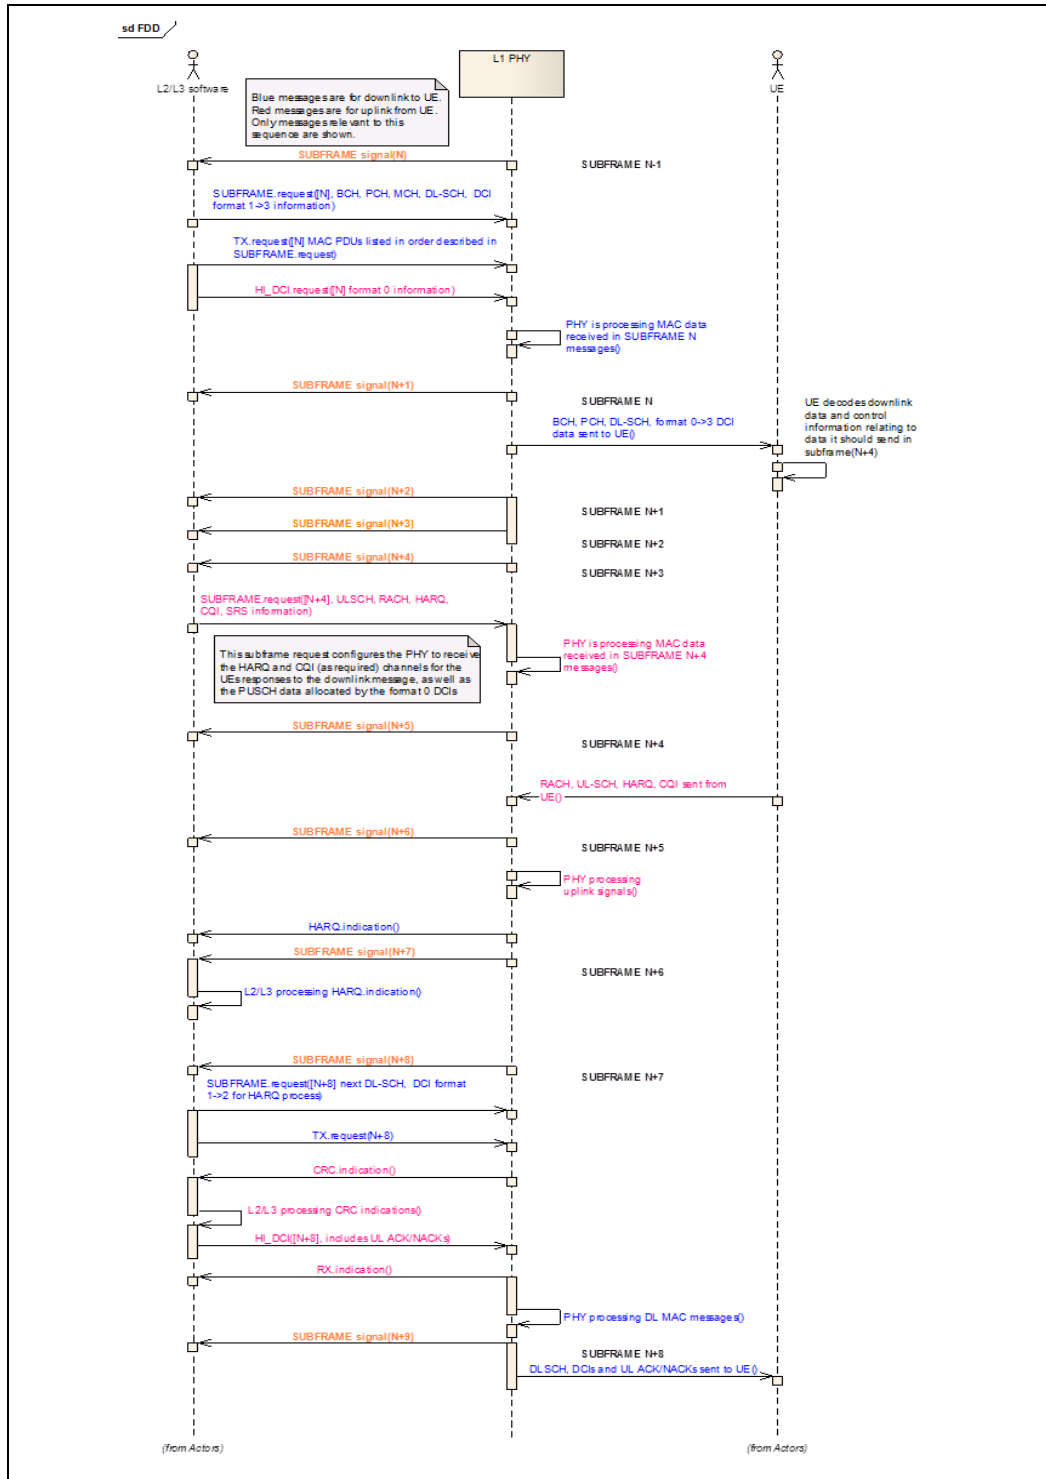 sd FDD
L2/L3 software
L1 PHY
UE
Blue messages are for downlink to UE.
Red messages are for uplink from UE.
Only messages relevant to this
sequence are shown.
SUBFRAME signal(N)
SUBFRAME N-1
SUBFRAME.request([N], BCH, PCH, MCH, DL-SCH, DCI
format 1->3 information)
TX.request([N] MAC PDUs listed in order described in
SUBFRAME.request)
HI_DCI.request([N] format 0 information)
PHY is processing MAC data
received in SUBFRAME N
messages()
SUBFRAME signal(N+1)
SUBFRAME N
BCH, PCH, DL-SCH, format 0->3 DCI
data sent to UE()
UE decodes downlink
data and control
information relating to
data it should send in
subframe(N+4)
SUBFRAME signal(N+2)
SUBFRAME N+1
SUBFRAME signal(N+3)
SUBFRAME N+2
SUBFRAME signal(N+4)
SUBFRAME N+3
SUBFRAME.request([N+4], ULSCH, RACH, HARQ,
CQI, SRS information)
This subframe request configures the PHY to receive
the HARQ and CQI (as required) channels for the
UEs responses to the downlink message, as well as
the PUSCH data allocated by the format 0 DCIs
PHY is processing MAC data
received in SUBFRAME N+4
messages()
SUBFRAME signal(N+5)
SUBFRAME N+4
RACH, UL-SCH, HARQ, CQI sent from
UE()
SUBFRAME signal(N+6)
SUBFRAME N+5
PHY processing
uplink signals()
HARQ.indication()
SUBFRAME signal(N+7)
SUBFRAME N+6
L2/L3 processing HARQ.indication()
SUBFRAME signal(N+8)
SUBFRAME N+7
SUBFRAME.request([N+8] next DL-SCH, DCI format
1->2 for HARQ process)
TX.request(N+8)
CRC.indication()
L2/L3 processing CRC indications()
HI_DCI([N+8], includes UL ACK/NACKs)
RX.indication()
PHY processing DL MAC messages()
SUBFRAME signal(N+9)
SUBFRAME N+8
DLSCH, DCIs and UL ACK/NACKs sent to UE()
(from Actors)
(from Actors)